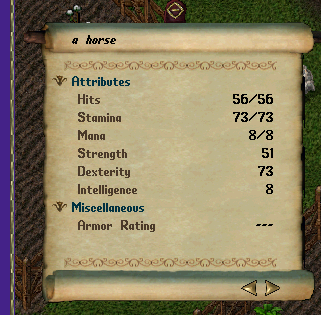 a horse
Attributes
Hits 56/56
Stamina 73/73
Mana 8/8
Strength 51
Dexterity 73
Intelligence 8
Miscellaneous
Armor Rating ---